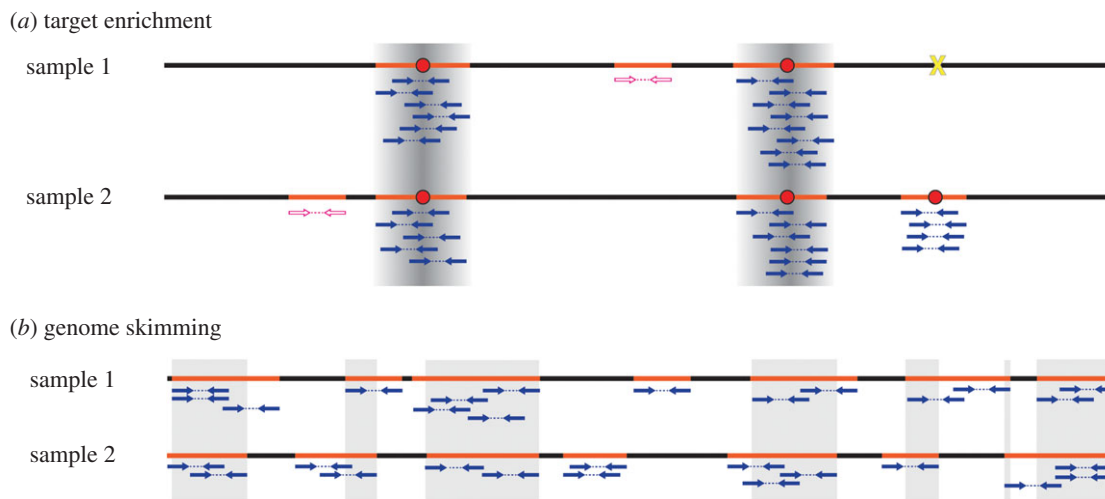 (a) target enrichment
sample 1
X
sample 2
(b) genome skimming
sample 1
sample 2